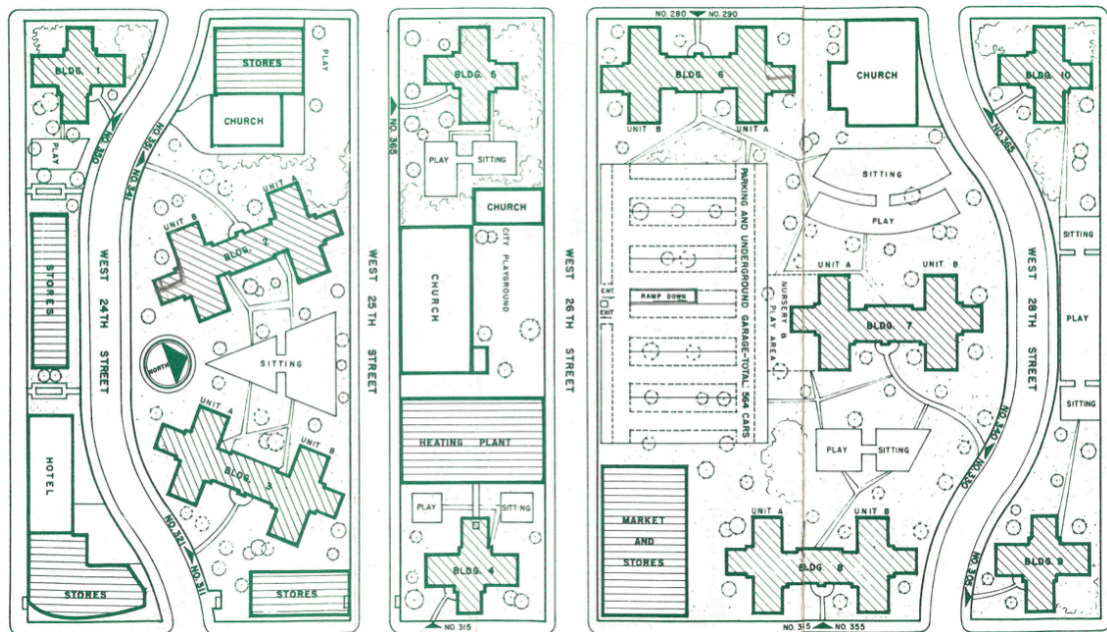 BLDG. 1
NO. 350
PLAY
STORES
HOTEL
STORES
WEST 24TH STREET
NO. 351
NO. 341
STORES
CHURCH
PLAY
UNIT A
UNIT B
BLDG. 2
SITTING
NORTH
UNIT A
UNIT B
BLDG. 3
NO. 321
NO. 311
STORES
WEST 25TH STREET
BLDG. 5
NO. 365
PLAY
SITTING
CHURCH
CITY PLAYGROUND
CHURCH
HEATING PLANT
PLAY
SITTING
BLDG. 4
NO. 315
WEST 26TH STREET
NO. 280
NO. 290
BLDG. 6
UNIT B
UNIT A
CHURCH
PARKING AND UNDERGROUND GARAGE-TOTAL: 564 CARS
RAMP DOWN
ENT.
EXIT
SITTING
PLAY
NURSERY &
PLAY AREA
UNIT A
UNIT B
BLDG. 7
NO. 340
NO. 330
PLAY
SITTING
MARKET
AND
STORES
UNIT A
UNIT B
BLDG. 8
NO. 355
WEST 28TH STREET
BLDG. 10
NO. 365
SITTING
PLAY
SITTING
BLDG. 9
NO. 305